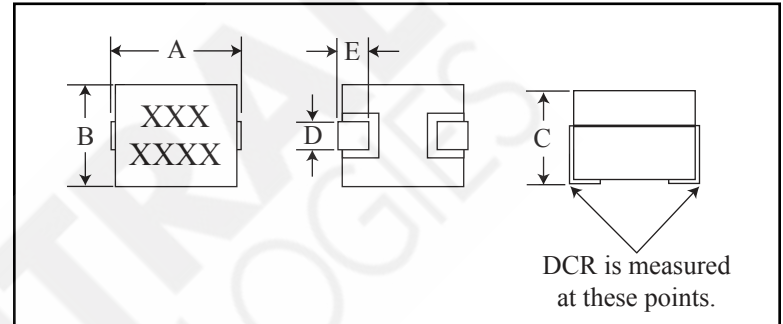 A
B
XXX
XXXX
E
D
C
DCR is measured
at these points.